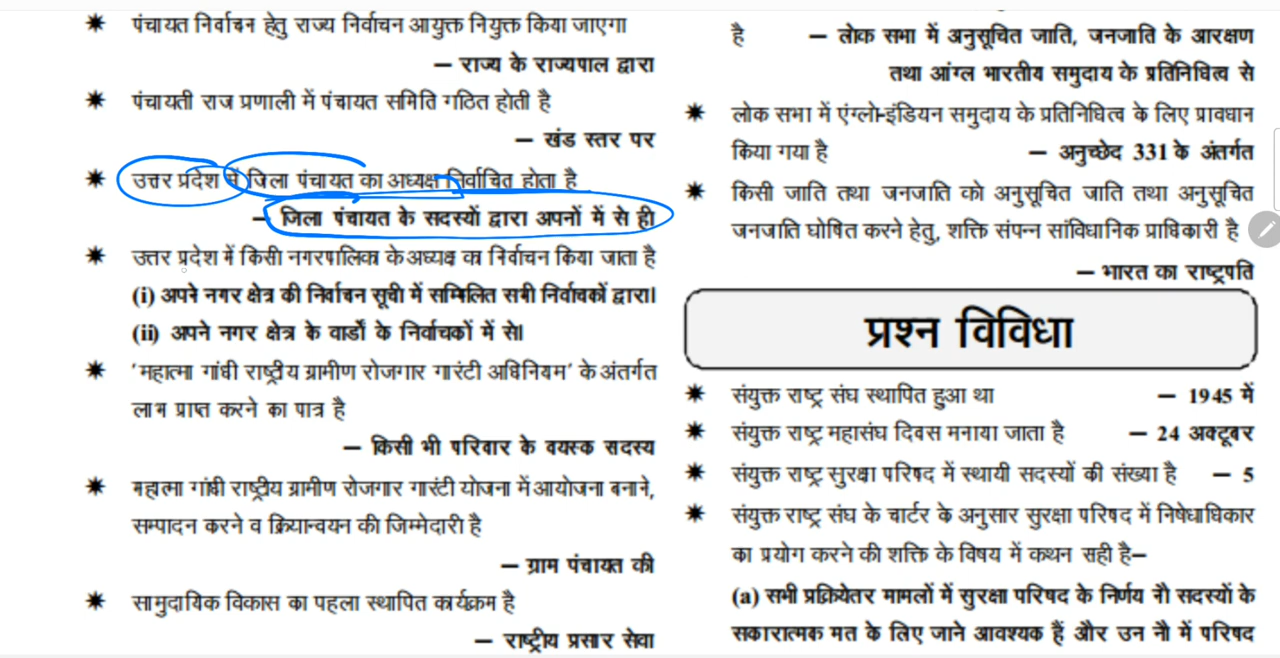 ✷ पंचायत निर्वाचन हेतु राज्य निर्वाचन आयुक्त नियुक्त किया जाएगा
– राज्य के राज्यपाल द्वारा
✷ पंचायती राज प्रणाली में पंचायत समिति गठित होती है
– खंड स्तर पर
✷ उत्तर प्रदेश में जिला पंचायत का अध्यक्ष निर्वाचित होता है
– जिला पंचायत के सदस्यों द्वारा अपनों में से ही
✷ उत्तर प्रदेश में किसी नगरपालिका के अध्यक्ष का निर्वाचन किया जाता है
(i) अपने नगर क्षेत्र की निर्वाचन सूची में सम्मिलित सभी निर्वाचकों द्वारा।
(ii) अपने नगर क्षेत्र के वार्डों के निर्वाचकों में से।
✷ 'महात्मा गांधी राष्ट्रीय ग्रामीण रोजगार गारंटी अधिनियम' के अंतर्गत
लाभ प्राप्त करने का पात्र है
– किसी भी परिवार के वयस्क सदस्य
✷ महात्मा गांधी राष्ट्रीय ग्रामीण रोजगार गारंटी योजना में आयोजना बनाने,
सम्पादन करने व क्रियान्वयन की जिम्मेदारी है
– ग्राम पंचायत की
✷ सामुदायिक विकास का पहला स्थापित कार्यक्रम है
– राष्ट्रीय प्रसार सेवा
है – लोक सभा में अनुसूचित जाति, जनजाति के आरक्षण
तथा आंग्ल भारतीय समुदाय के प्रतिनिधित्व से
✷ लोक सभा में एंग्लो-इंडियन समुदाय के प्रतिनिधित्व के लिए प्रावधान
किया गया है – अनुच्छेद 331 के अंतर्गत
✷ किसी जाति तथा जनजाति को अनुसूचित जाति तथा अनुसूचित
जनजाति घोषित करने हेतु, शक्ति संपन्न सांविधानिक प्राधिकारी है
– भारत का राष्ट्रपति
प्रश्न विविधा
✷ संयुक्त राष्ट्र संघ स्थापित हुआ था – 1945 में
✷ संयुक्त राष्ट्र महासंघ दिवस मनाया जाता है – 24 अक्टूबर
✷ संयुक्त राष्ट्र सुरक्षा परिषद में स्थायी सदस्यों की संख्या है – 5
✷ संयुक्त राष्ट्र संघ के चार्टर के अनुसार सुरक्षा परिषद में निषेधाधिकार
का प्रयोग करने की शक्ति के विषय में कथन सही है–
(a) सभी प्रक्रियेतर मामलों में सुरक्षा परिषद के निर्णय नौ सदस्यों के
सकारात्मक मत के लिए जाने आवश्यक हैं और उन नौ में परिषद